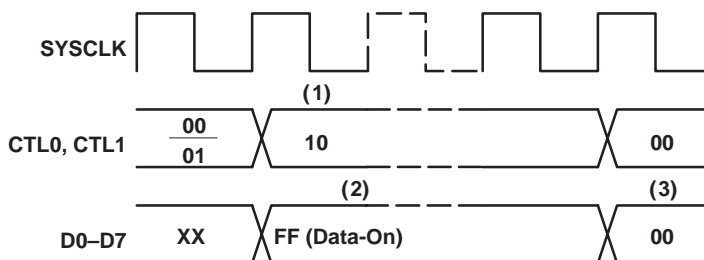 SYSCLK
(1)
CTL0, CTL1
00
01
10
00
(2)
(3)
D0–D7
XX
FF (Data-On)
00